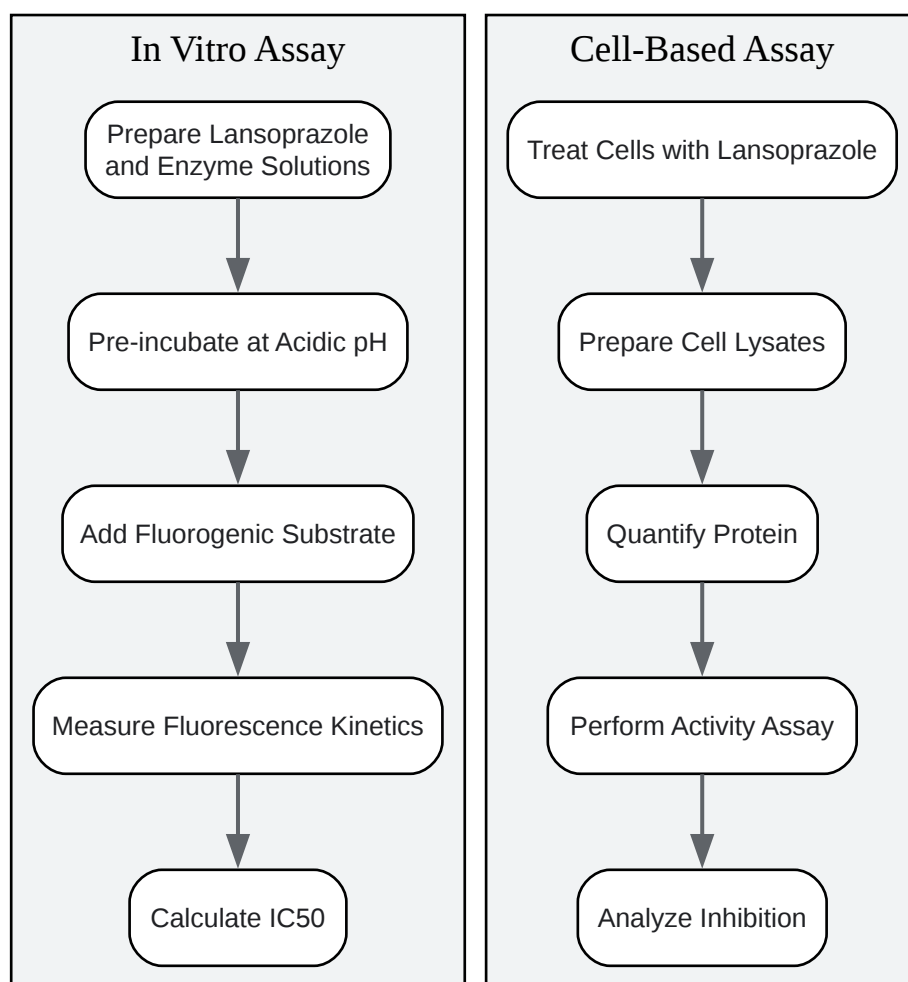 In Vitro Assay
Prepare Lansoprazole
and Enzyme Solutions
Pre-incubate at Acidic pH
Add Fluorogenic Substrate
Measure Fluorescence Kinetics
Calculate IC50
Cell-Based Assay
Treat Cells with Lansoprazole
Prepare Cell Lysates
Quantify Protein
Perform Activity Assay
Analyze Inhibition